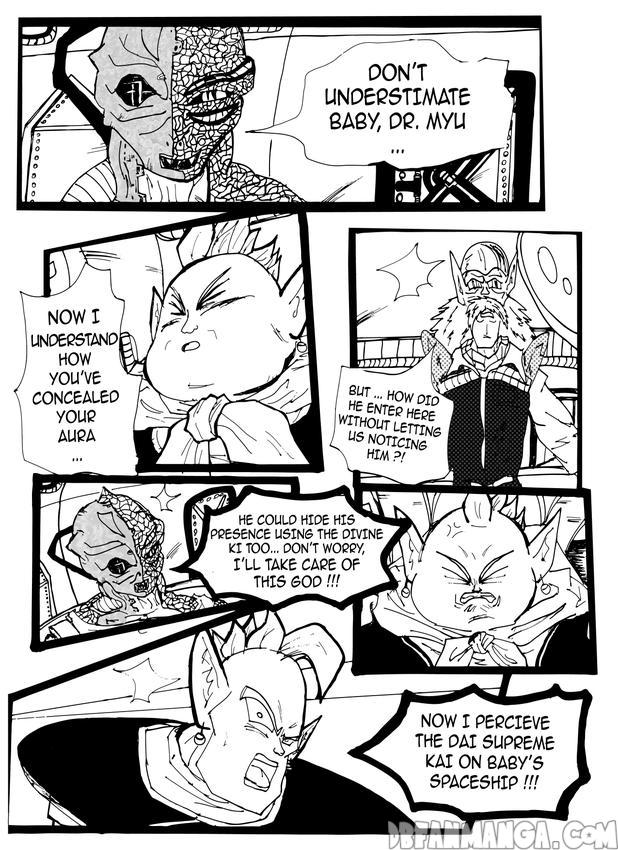 DON'T
UNDERSTIMATE
BABY, DR. MYU
...
NOW I
UNDERSTAND
HOW
YOU'VE
CONCEALED
YOUR
AURA
...
BUT ... HOW DID
HE ENTER HERE
WITHOUT LETTING
US NOTICING
HIM ?!
HE COULD HIDE HIS
PRESENCE USING THE DIVINE
KI TOO... DON'T WORRY,
I'LL TAKE CARE OF
THIS GOD !!!
NOW I PERCIEVE
THE DAI SUPREME
KAI ON BABY'S
SPACESHIP !!!
DBFANMANGA.COM